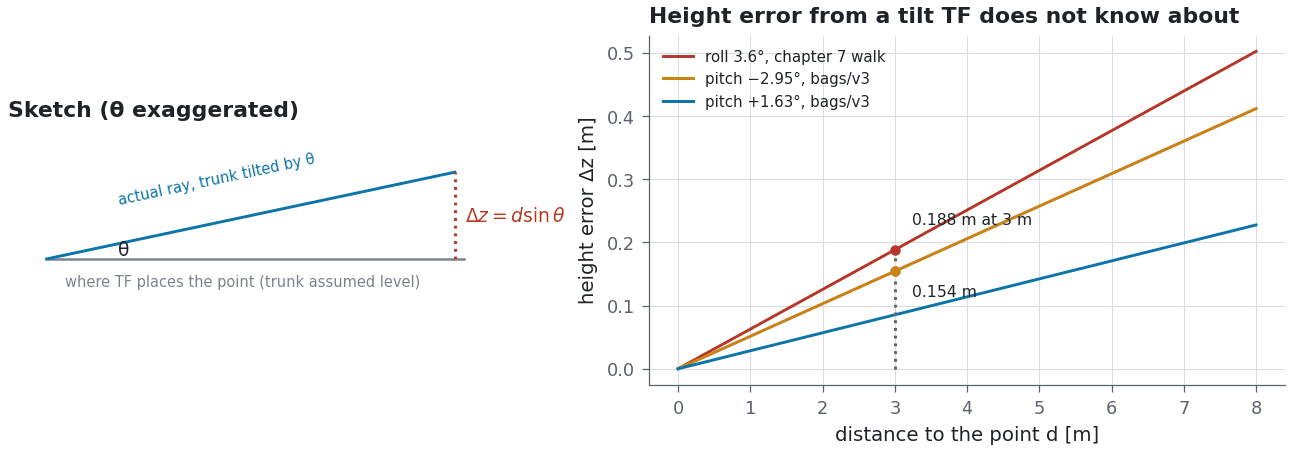 Sketch (θ exaggerated)
actual ray, trunk tilted by θ
θ
Δz = d sin θ
where TF places the point (trunk assumed level)
Height error from a tilt TF does not know about
roll 3.6°, chapter 7 walk
pitch −2.95°, bags/v3
pitch +1.63°, bags/v3
height error Δz [m]
0.5
0.4
0.3
0.2
0.1
0.0
0.188 m at 3 m
0.154 m
0 1 2 3 4 5 6 7 8
distance to the point d [m]